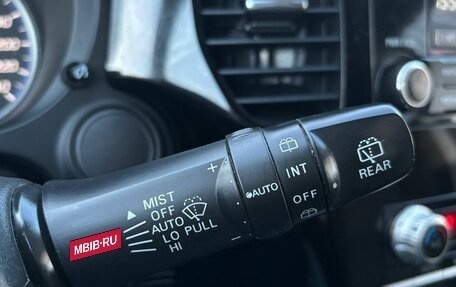 MIST
OFF
AUTO
LO PULL
HI
+
-
AUTO
INT
OFF
REAR
MBIB-RU